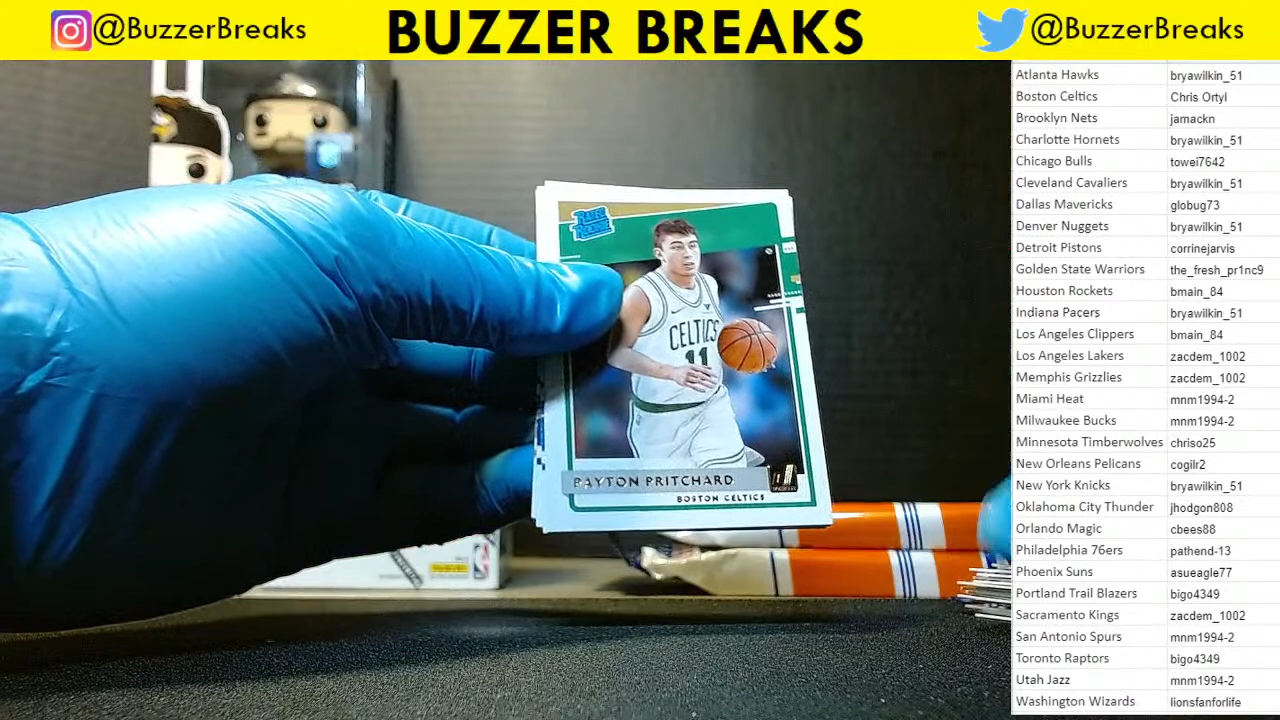 @BuzzerBreaks
BUZZER BREAKS
@BuzzerBreaks
Atlanta Hawks bryawilkin_51
Boston Celtics Chris Ortyl
Brooklyn Nets jamackn
Charlotte Hornets bryawilkin_51
Chicago Bulls towei7642
Cleveland Cavaliers bryawilkin_51
Dallas Mavericks globug73
Denver Nuggets bryawilkin_51
Detroit Pistons corrinejarvis
Golden State Warriors the_fresh_pr1nc9
Houston Rockets bmain_84
Indiana Pacers bryawilkin_51
Los Angeles Clippers bmain_84
Los Angeles Lakers zacdem_1002
Memphis Grizzlies zacdem_1002
Miami Heat mnm1994-2
Milwaukee Bucks mnm1994-2
Minnesota Timberwolves chriso25
New Orleans Pelicans cogilr2
New York Knicks bryawilkin_51
Oklahoma City Thunder jhodgon808
Orlando Magic cbees88
Philadelphia 76ers pathend-13
Phoenix Suns asueagle77
Portland Trail Blazers bigo4349
Sacramento Kings zacdem_1002
San Antonio Spurs mnm1994-2
Toronto Raptors bigo4349
Utah Jazz mnm1994-2
Washington Wizards lionsfanforlife
RATED
ROOKIE
CELTICS
11
PAYTON PRITCHARD
BOSTON CELTICS